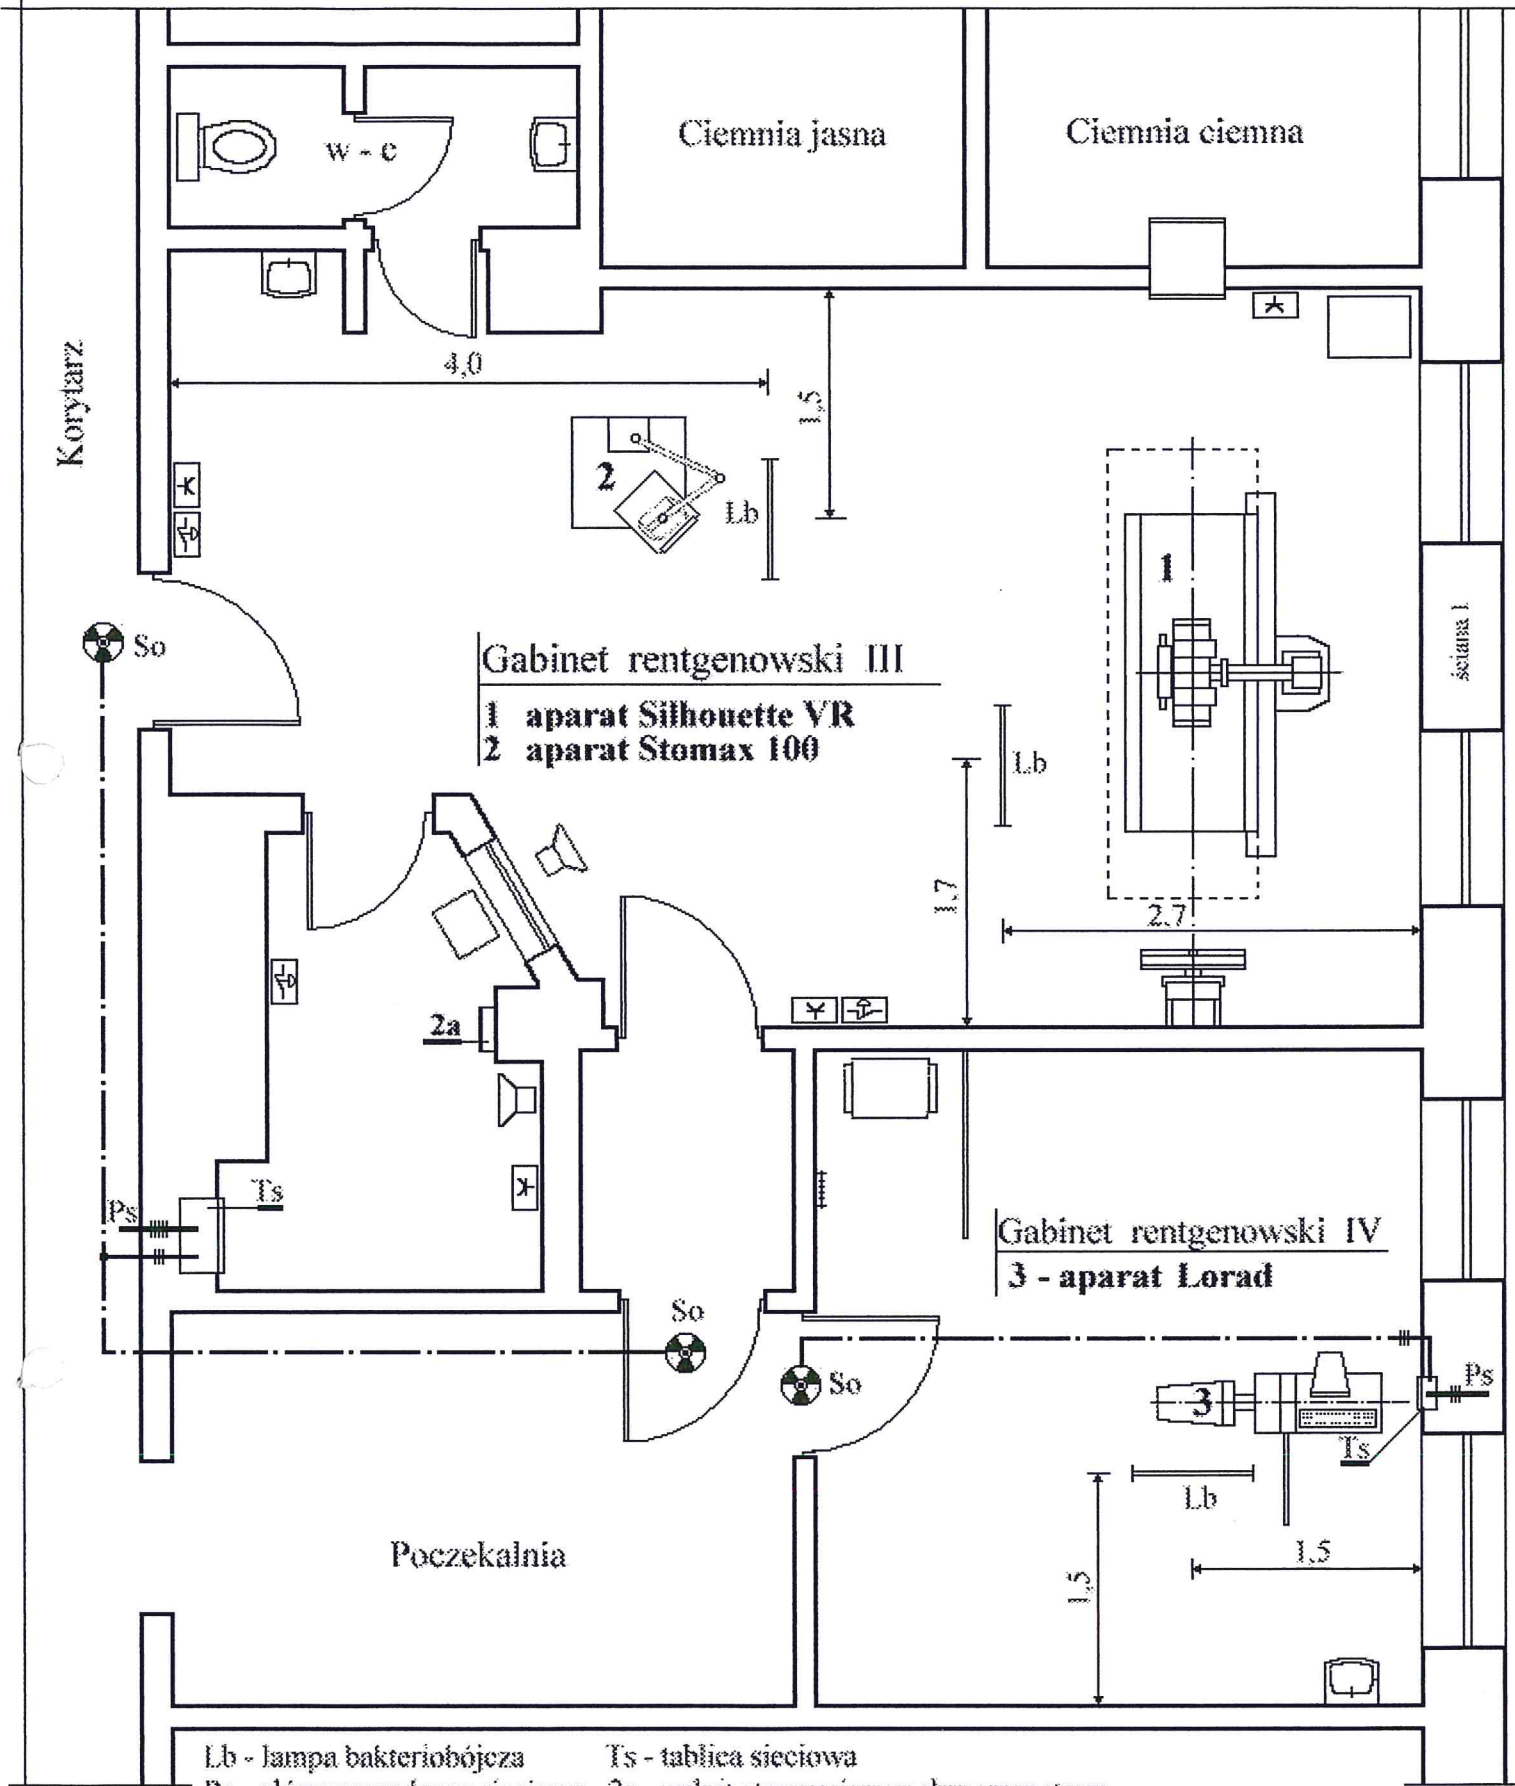 w - c
Ciemnia jasna
Ciemnia ciemna
Korytarz
4,0
1,5
2
Lb
1
ściana 1
So
Gabinet rentgenowski III
1 aparat Silhouette VR
2 aparat Stomax 100
Lb
1,7
2,7
2a
Ps
Ts
Gabinet rentgenowski IV
3 - aparat Lorad
So
So
3
Ps
Ts
Lb
1,5
1,5
Poczekalnia
Lb - lampa bakteriobójcza Ts - tablica sieciowa